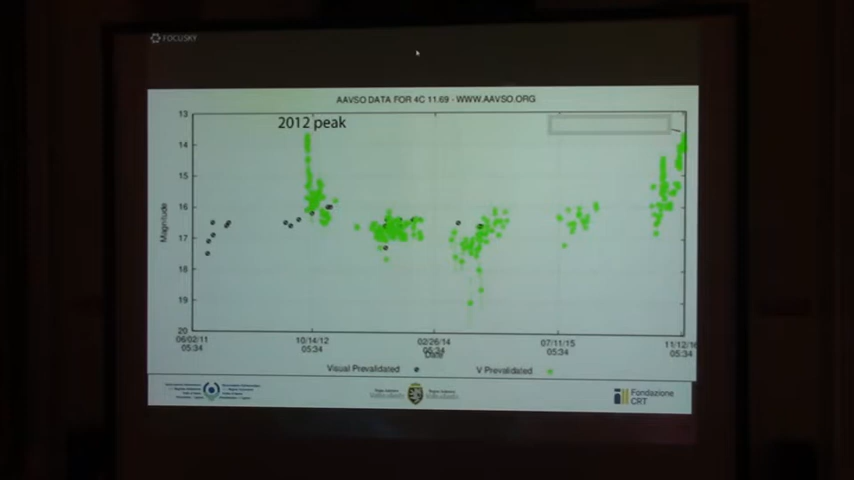 FOCUSKY
AAVSO DATA FOR 4C 11.69 - WWW.AAVSO.ORG
2012 peak
13
14
15
16
17
18
19
20
Magnitude
06/02/11 10/14/12 02/26/14 07/11/15 11/12/16
05:34 05:34 05:34 05:34 05:34
Date
Visual Prevalidated V Prevalidated
Fondazione
CRT